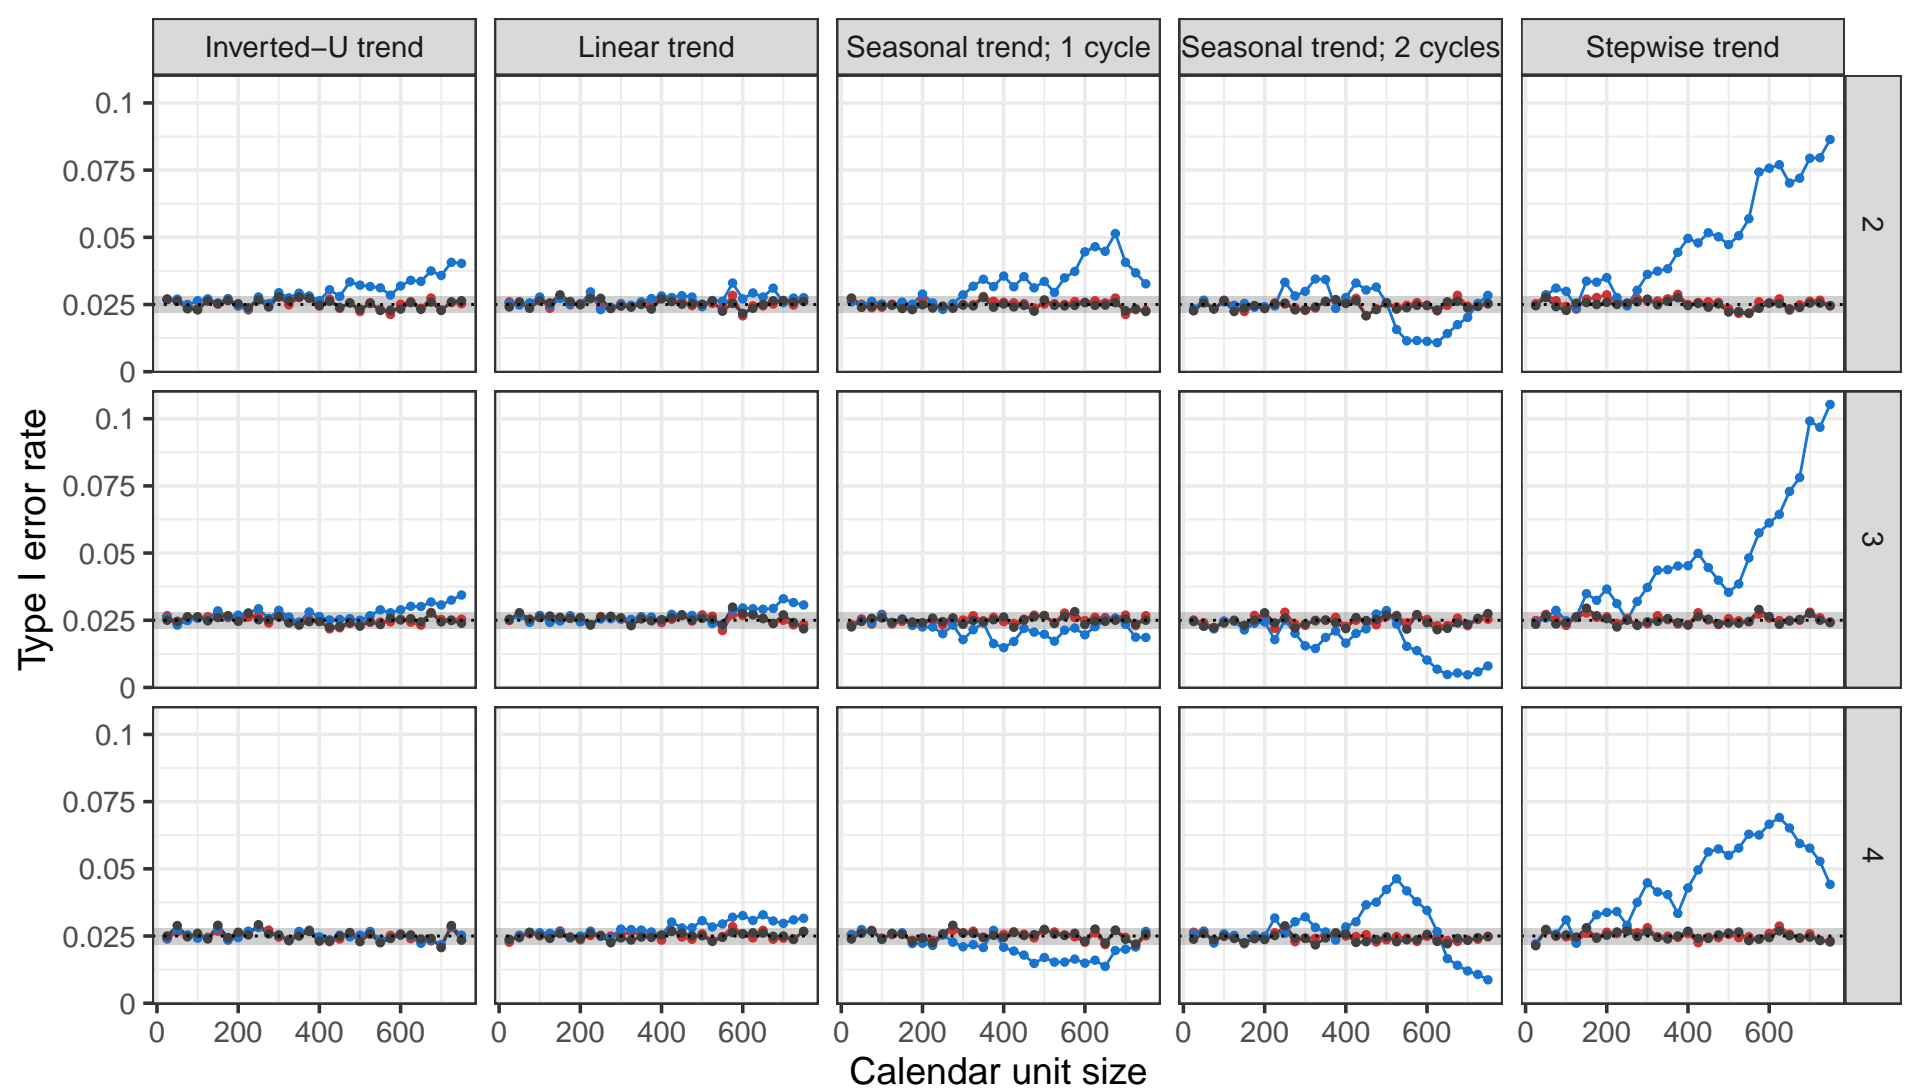 Inverted−U trend
Linear trend
Seasonal trend; 1 cycle
Seasonal trend; 2 cycles
Stepwise trend
0.1
0.075
0.05
0.025
0
2
0.1
0.075
0.05
0.025
0
3
0.1
0.075
0.05
0.025
0
4
Type I error rate
0 200 400 600
0 200 400 600
0 200 400 600
0 200 400 600
0 200 400 600
Calendar unit size